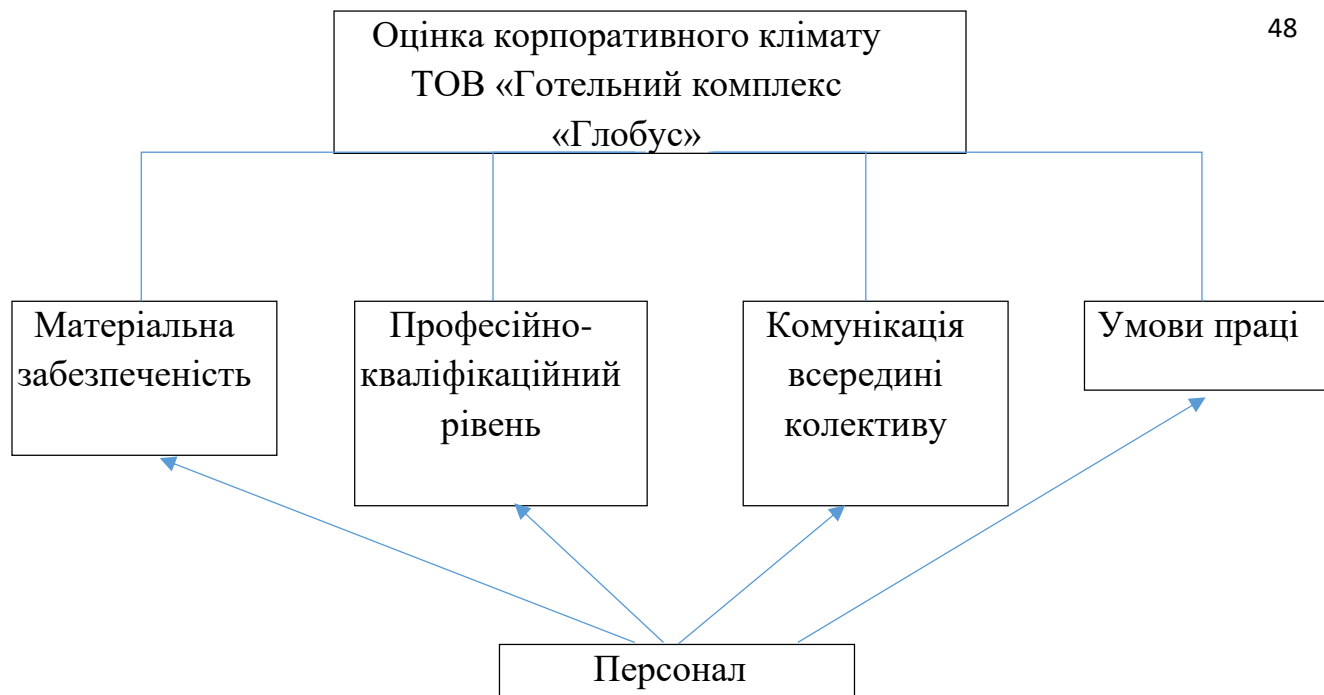 48
Оцінка корпоративного клімату
ТОВ «Готельний комплекс
«Глобус»
Матеріальна
забезпеченість
Професійно-
кваліфікаційний
рівень
Комунікація
всередині
колективу
Умови праці
Персонал